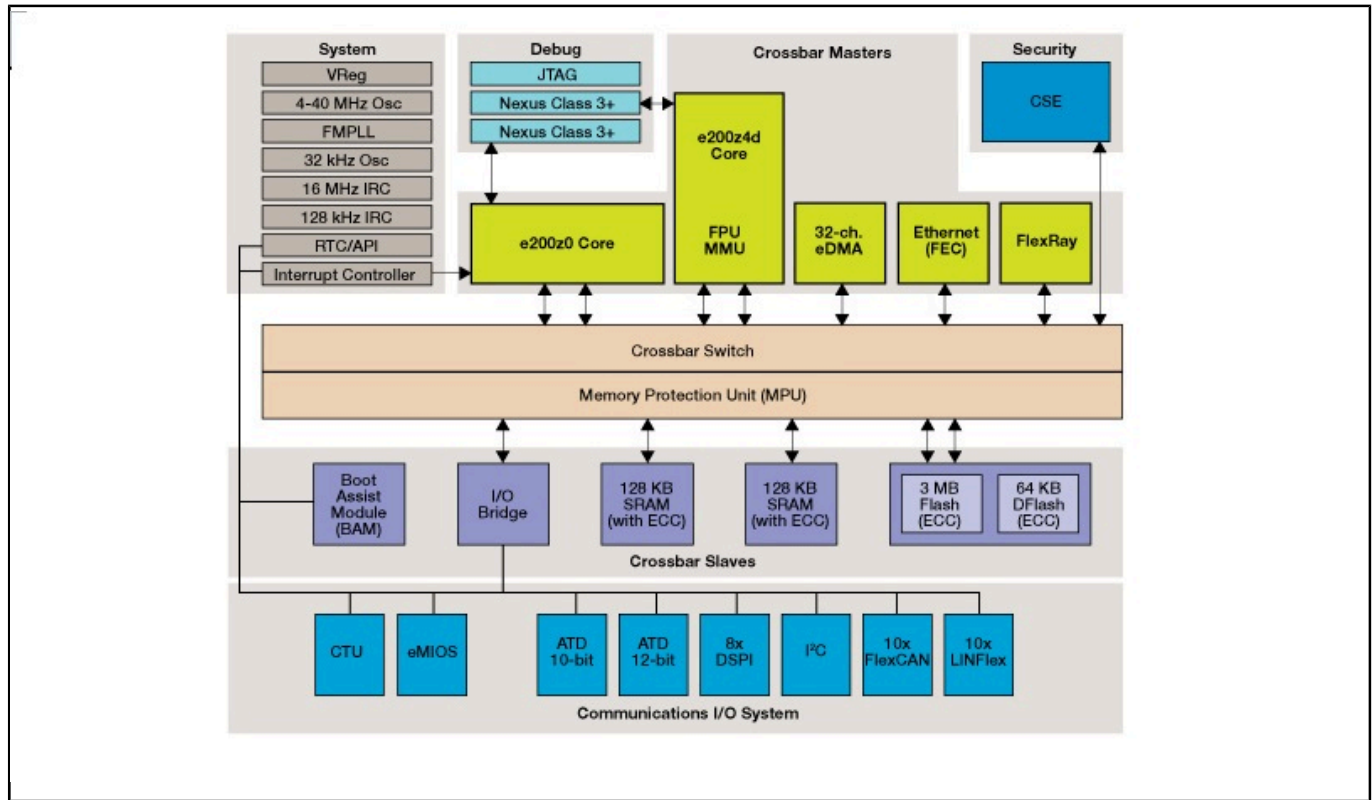 System
VReg
4-40 MHz Osc
FMPLL
32 kHz Osc
16 MHz IRC
128 kHz IRC
RTC/API
Interrupt Controller
Debug
JTAG
Nexus Class 3+
Nexus Class 3+
Crossbar Masters
Security
CSE
e200z4d
Core
FPU
MMU
e200z0 Core
32-ch.
eDMA
Ethernet
(FEC)
FlexRay
Crossbar Switch
Memory Protection Unit (MPU)
Boot
Assist
Module
(BAM)
I/O
Bridge
128 KB
SRAM
(with ECC)
128 KB
SRAM
(with ECC)
3 MB
Flash
(ECC)
64 KB
DFlash
(ECC)
Crossbar Slaves
CTU
eMIOS
ATD
10-bit
ATD
12-bit
8x
DSPI
I²C
10x
FlexCAN
10x
LINFlex
Communications I/O System